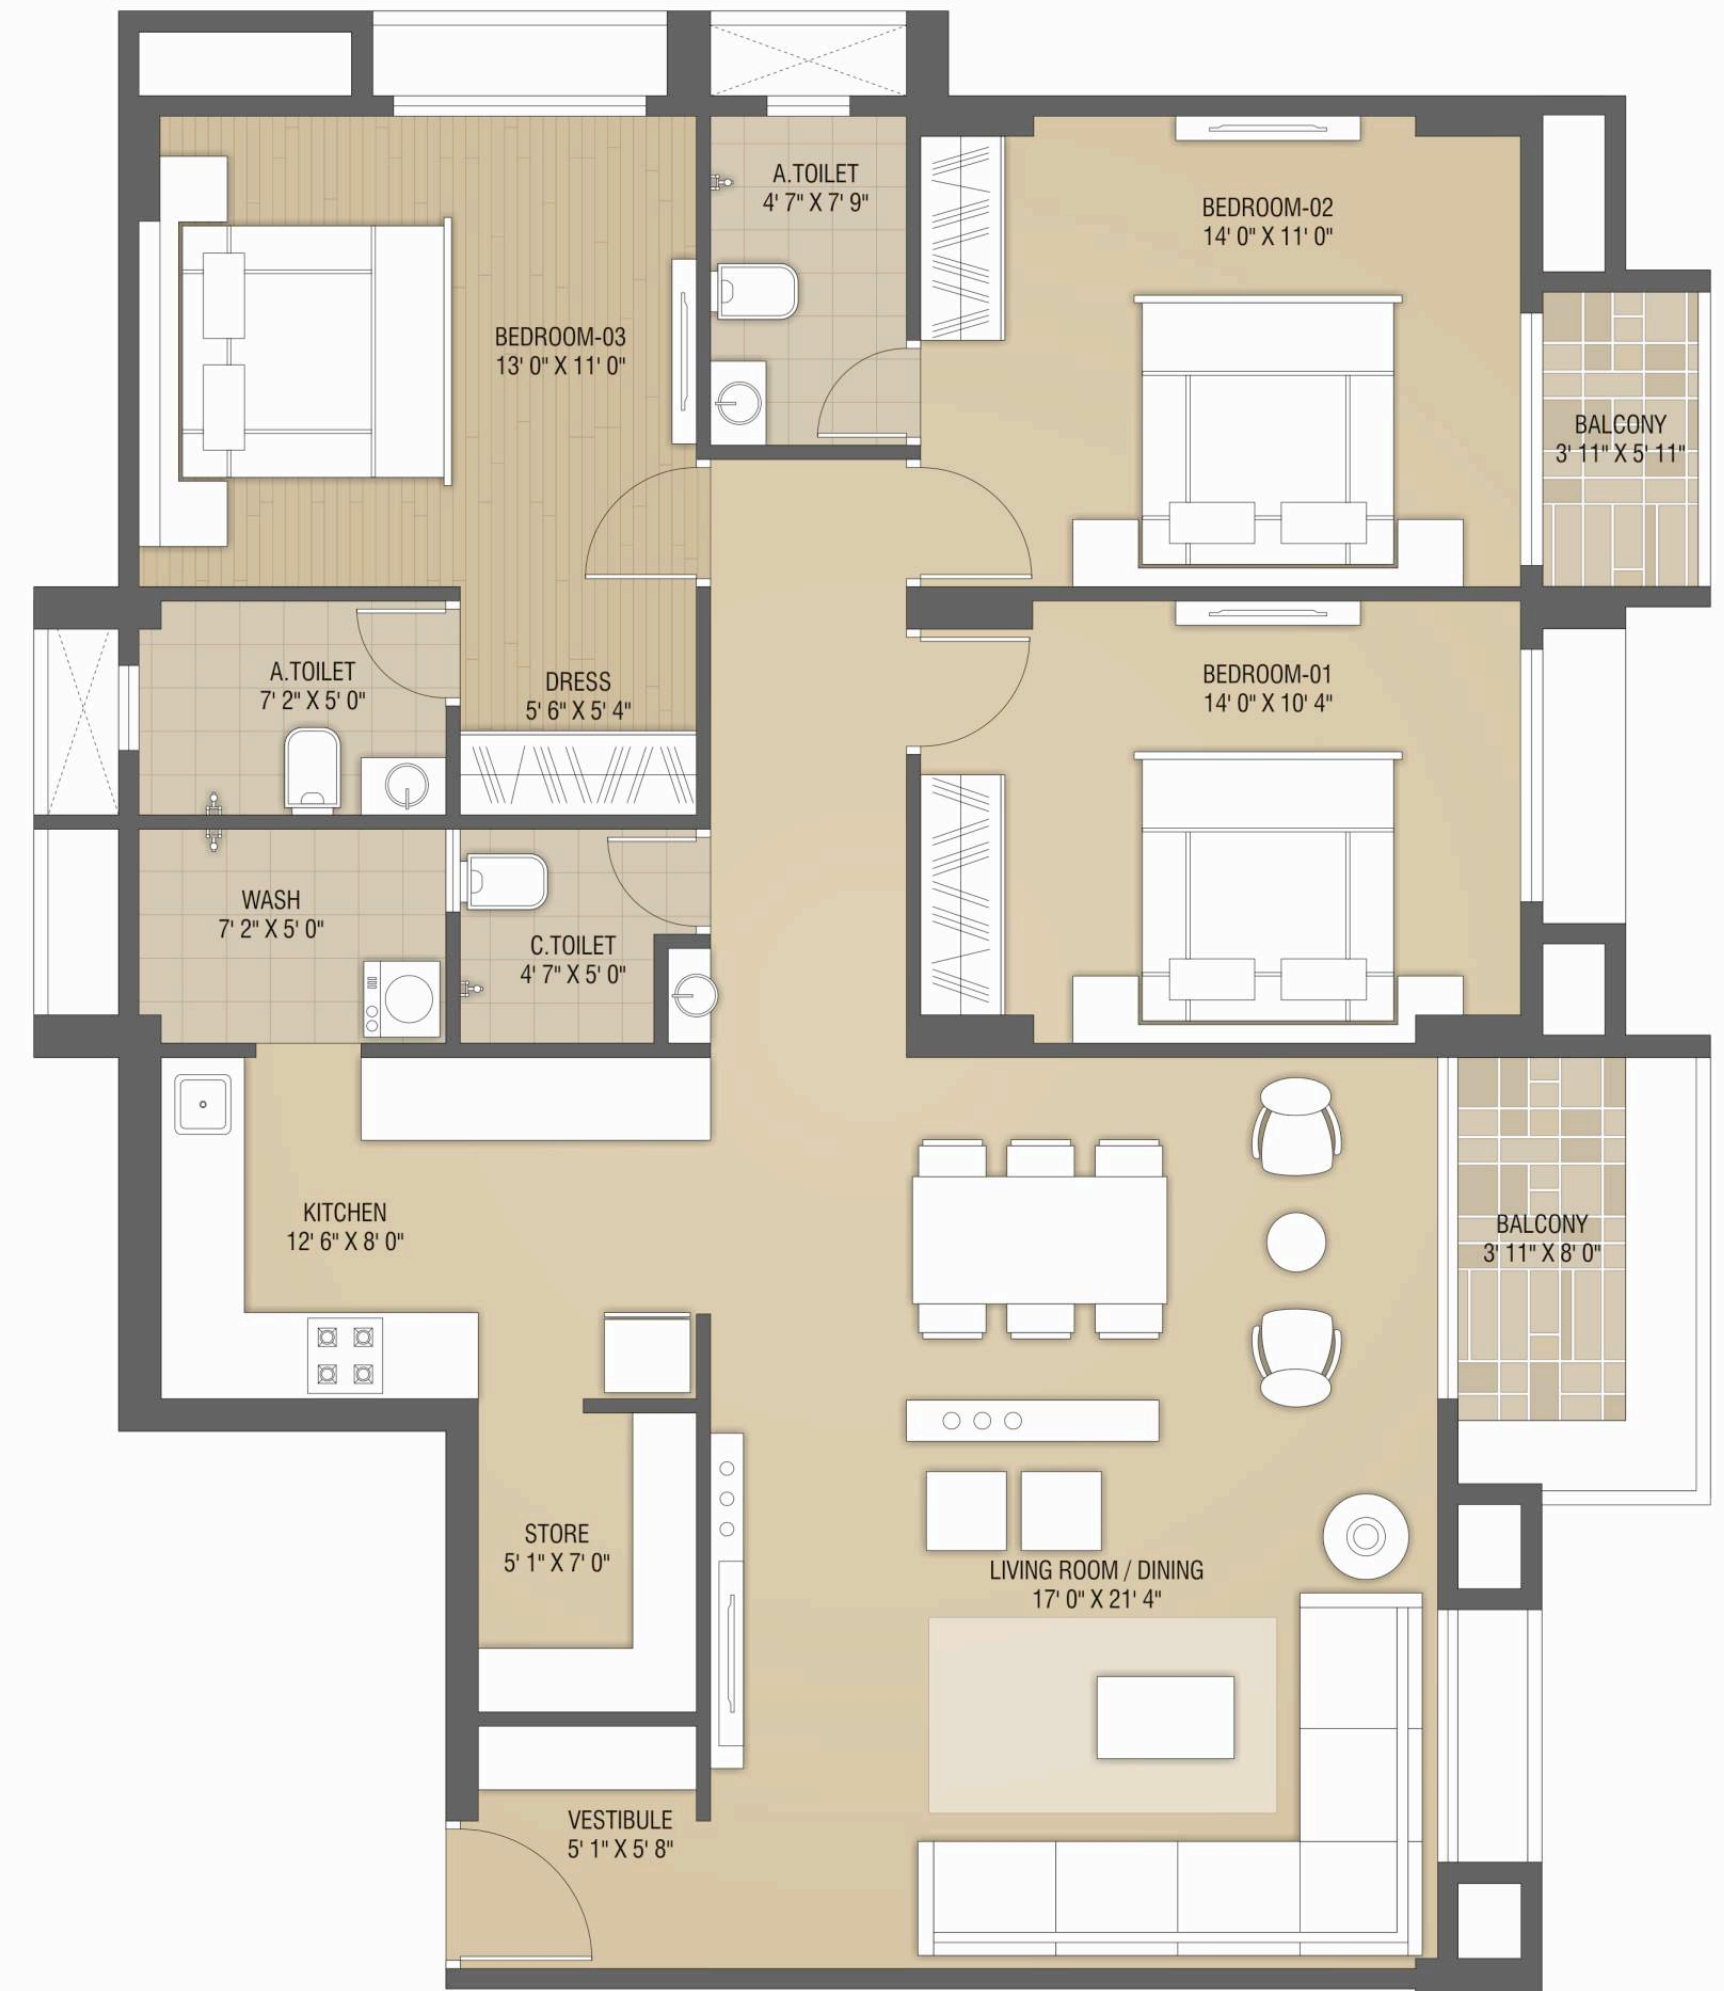 A.TOILET
4' 7" X 7' 9"
BEDROOM-02
14' 0" X 11' 0"
BEDROOM-03
13' 0" X 11' 0"
BALCONY
3' 11" X 5' 11"
A.TOILET
7' 2" X 5' 0"
DRESS
5' 6" X 5' 4"
BEDROOM-01
14' 0" X 10' 4"
WASH
7' 2" X 5' 0"
C.TOILET
4' 7" X 5' 0"
KITCHEN
12' 6" X 8' 0"
BALCONY
3' 11" X 8' 0"
STORE
5' 1" X 7' 0"
LIVING ROOM / DINING
17' 0" X 21' 4"
VESTIBULE
5' 1" X 5' 8"